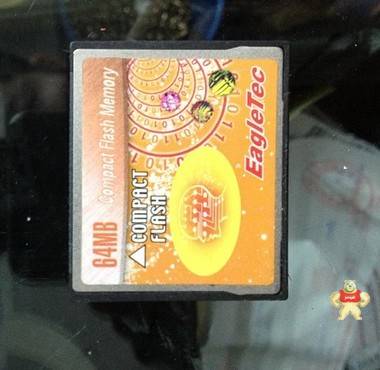 64MB Compact Flash Memory
COMPACT
FLASH
EagleTec